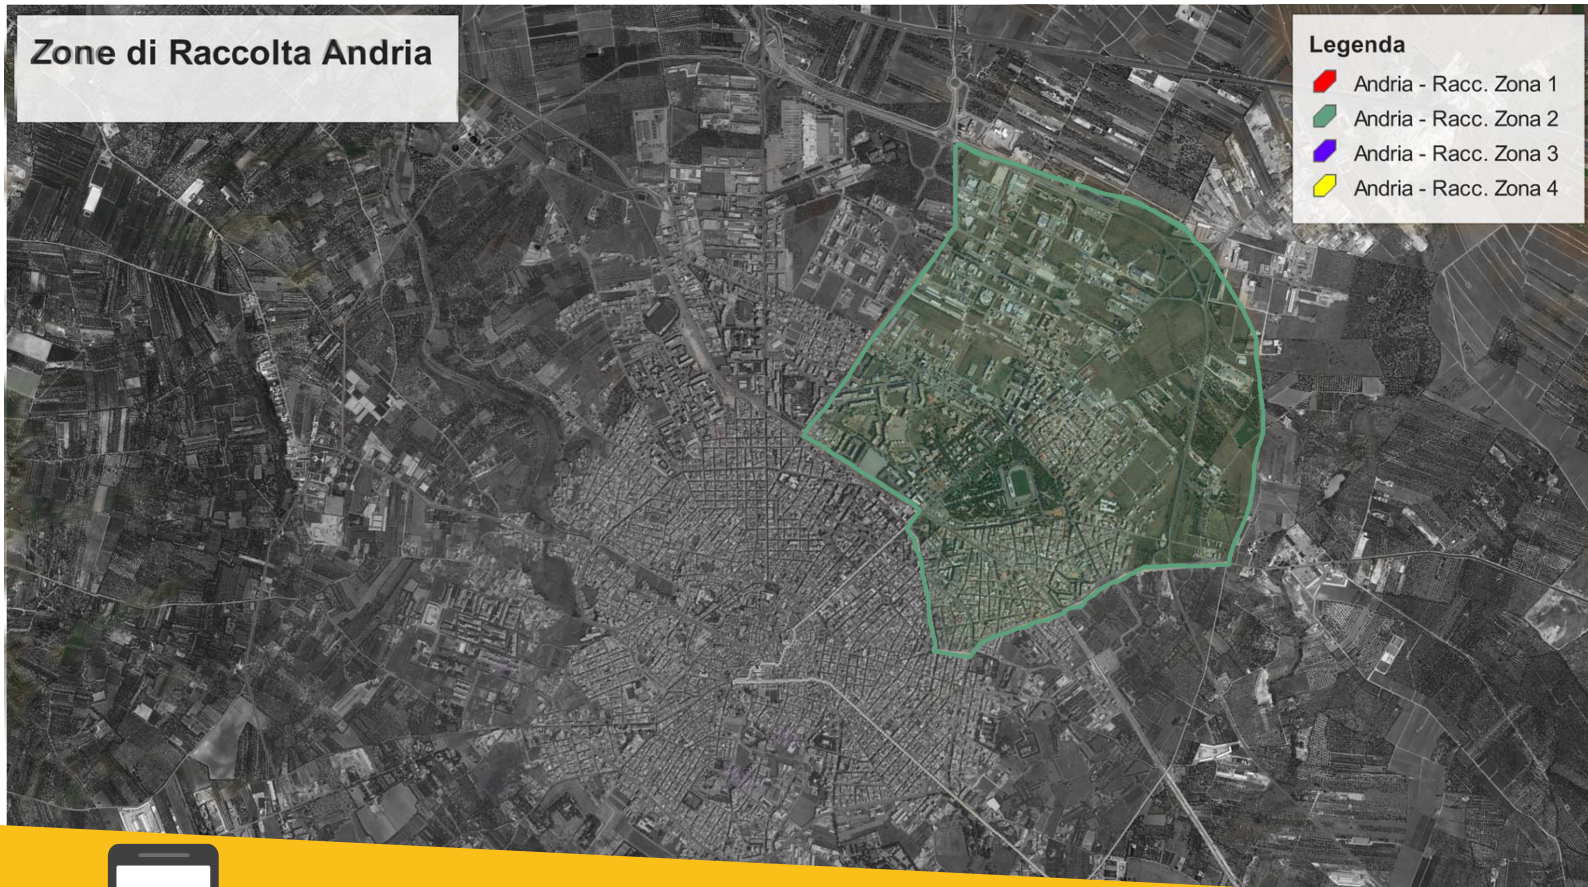 Zone di Raccolta Andria
Legenda
Andria - Racc. Zona 1
Andria - Racc. Zona 2
Andria - Racc. Zona 3
Andria - Racc. Zona 4